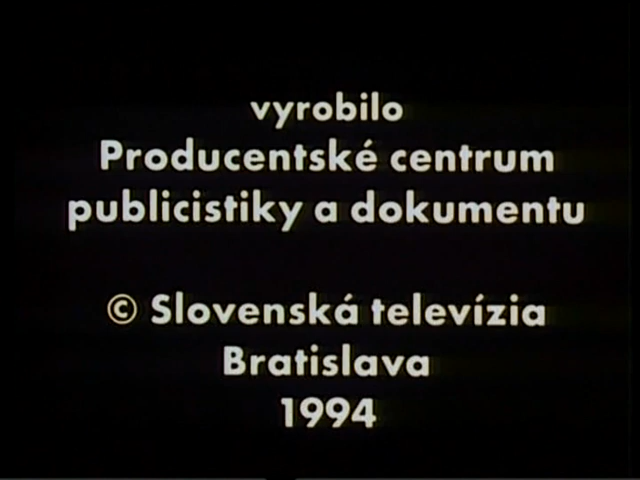 vyrobilo
Producentské centrum
publicistiky a dokumentu
© Slovenská televízia
Bratislava
1994